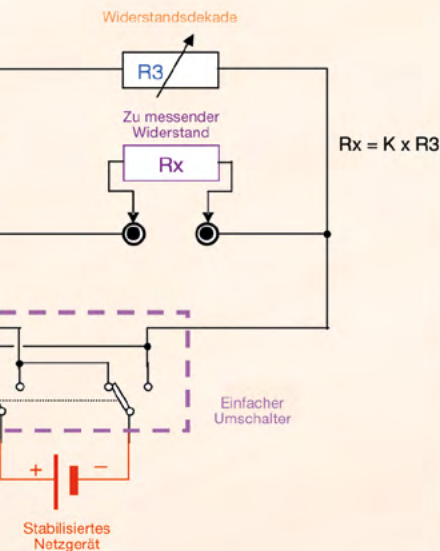 Widerstandsdekade
R3
Zu messender
Widerstand
Rx
Rx = K x R3
Einfacher
Umschalter
+ −
Stabilisiertes
Netzgerät